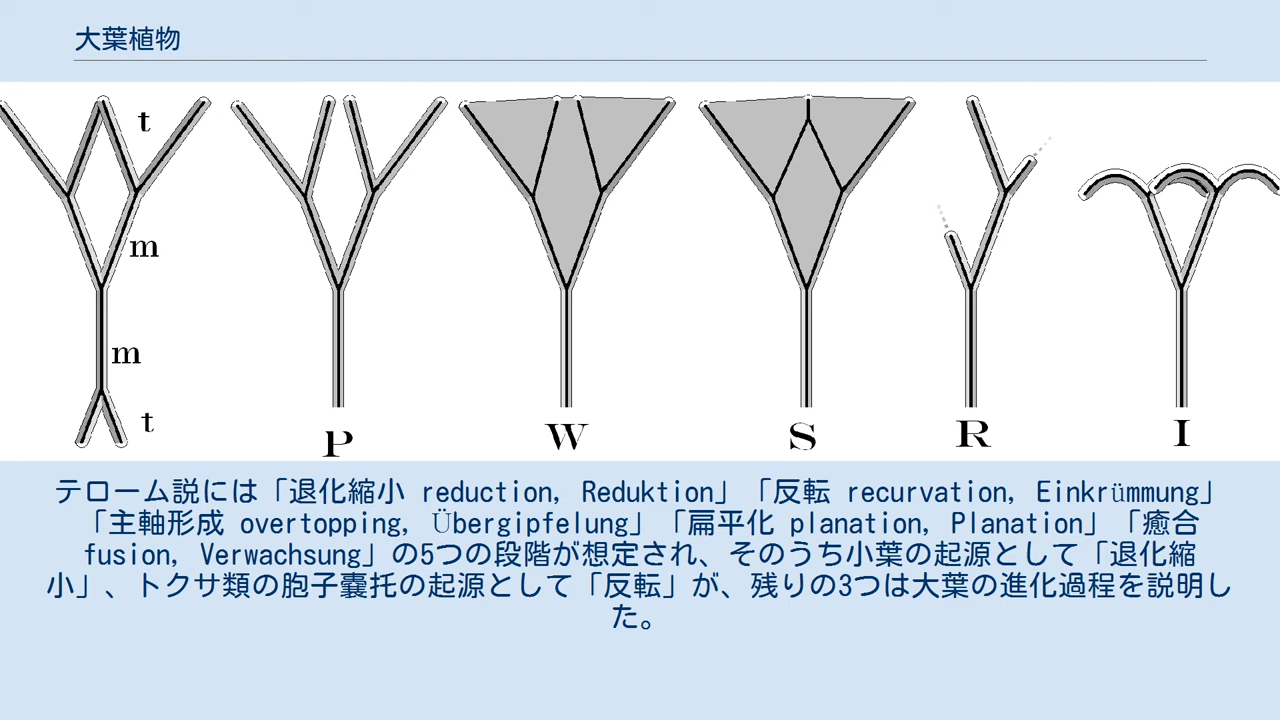 大葉植物
t
m
m
t
P
W
S
R
I
テローム説には「退化縮小 reduction, Reduktion」「反転 recurvation, Einkrümmung」
「主軸形成 overtopping, Übergipfelung」「扁平化 planation, Planation」「癒合
fusion, Verwachsung」の5つの段階が想定され、そのうち小葉の起源として「退化縮
小」、トクサ類の胞子嚢托の起源として「反転」が、残りの3つは大葉の進化過程を説明し
た。